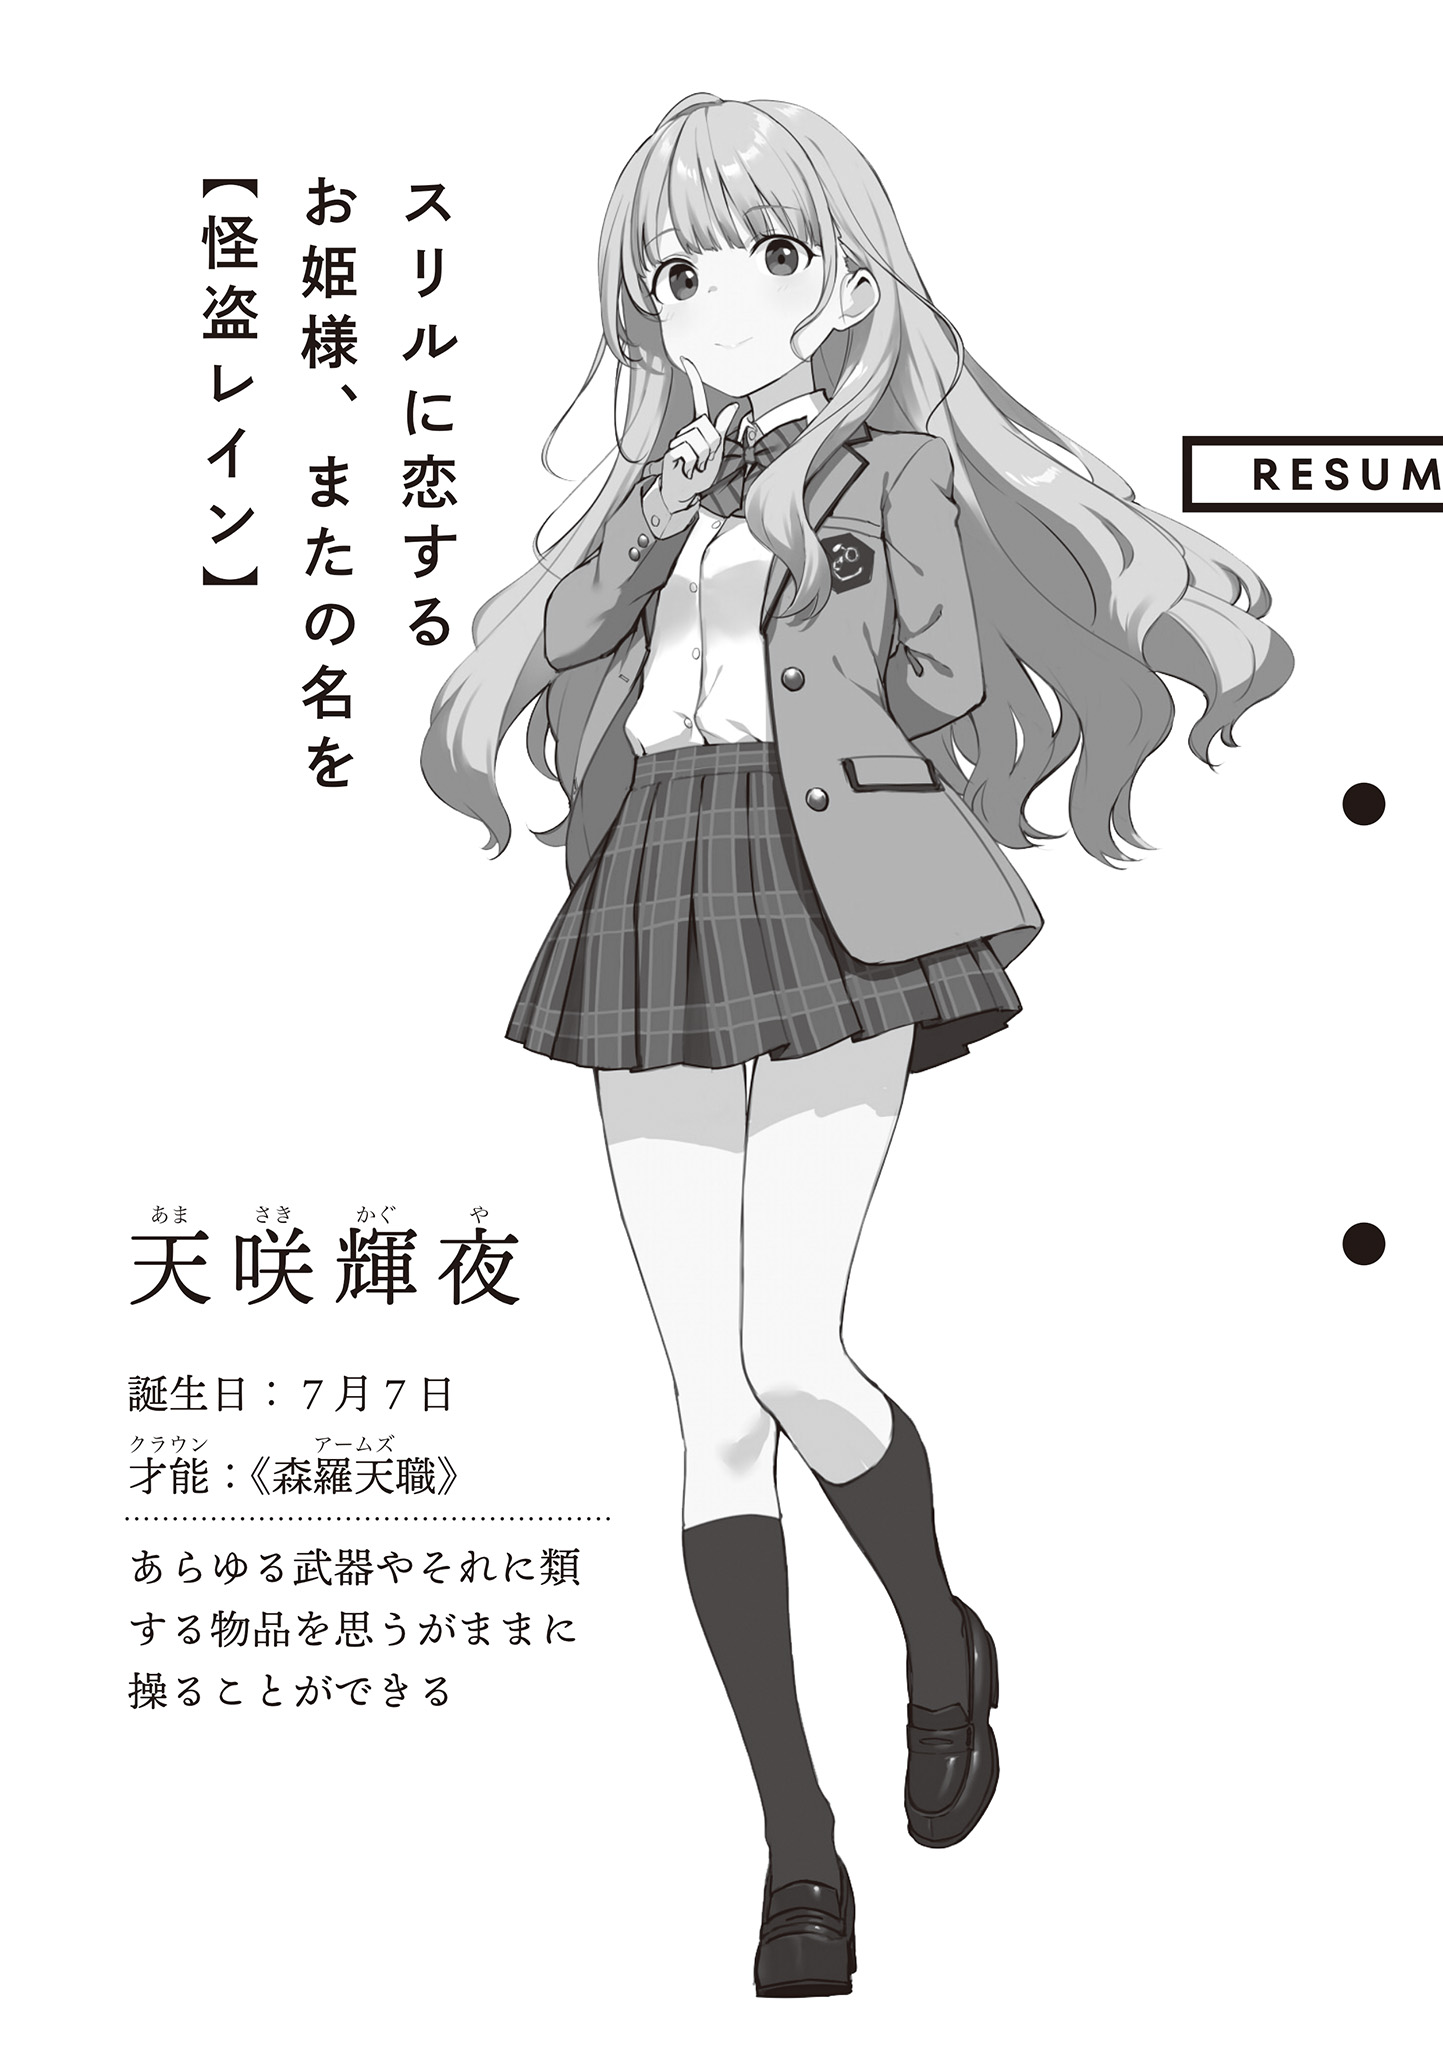 スリルに恋する
お姫様、またの名を
【怪盗レイン】
RESUM
あま さき かぐ や
天咲輝夜
誕生日：7月7日
クラウン アームズ
才能：《森羅天職》
あらゆる武器やそれに類
する物品を思うがままに
操ることができる